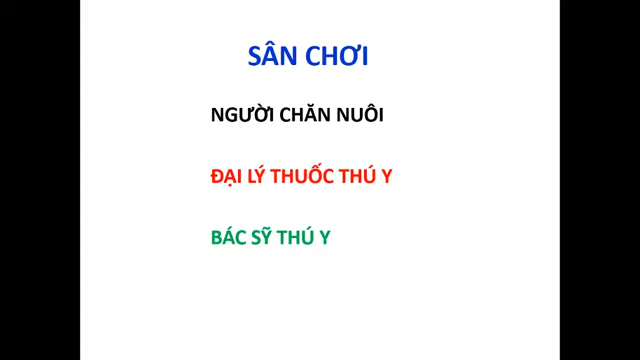 SÂN CHƠI
NGƯỜI CHĂN NUÔI
ĐẠI LÝ THUỐC THÚ Y
BÁC SỸ THÚ Y